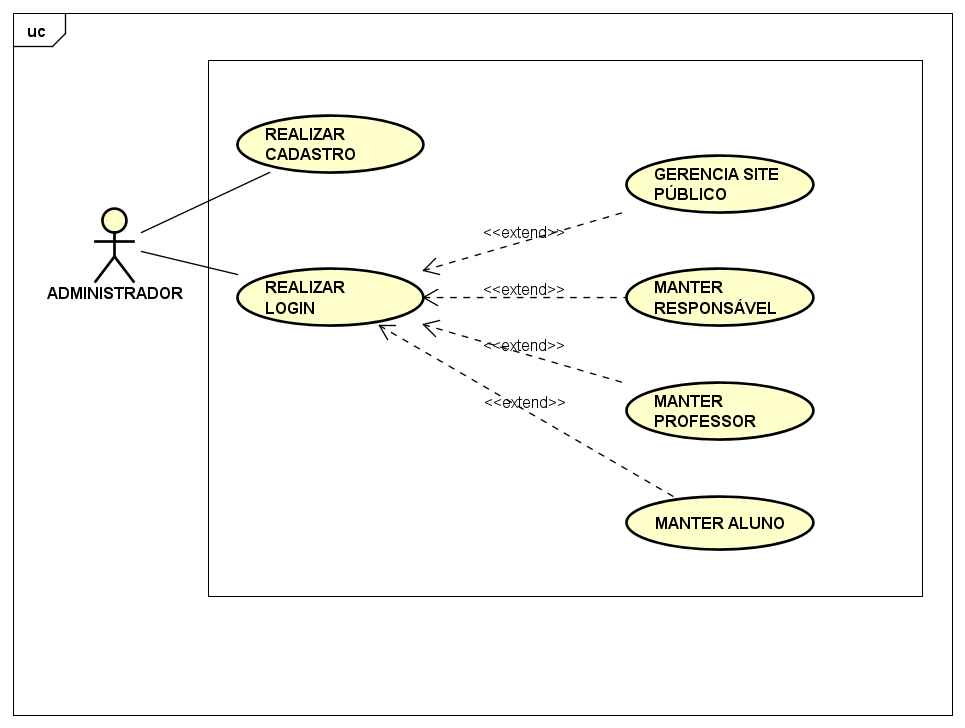 uc
REALIZAR
CADASTRO
GERENCIA SITE
PÚBLICO
<<extend>>
ADMINISTRADOR
REALIZAR
LOGIN
<<extend>>
MANTER
RESPONSÁVEL
<<extend>>
MANTER
PROFESSOR
<<extend>>
MANTER ALUNO